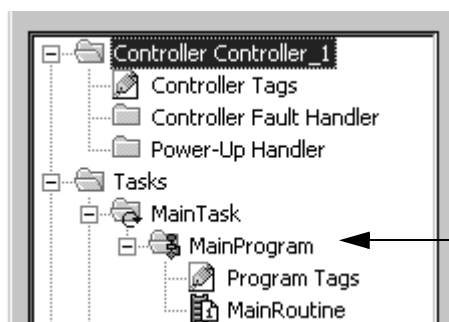 Controller Controller_1
Controller Tags
Controller Fault Handler
Power-Up Handler
Tasks
MainTask
MainProgram
Program Tags
MainRoutine